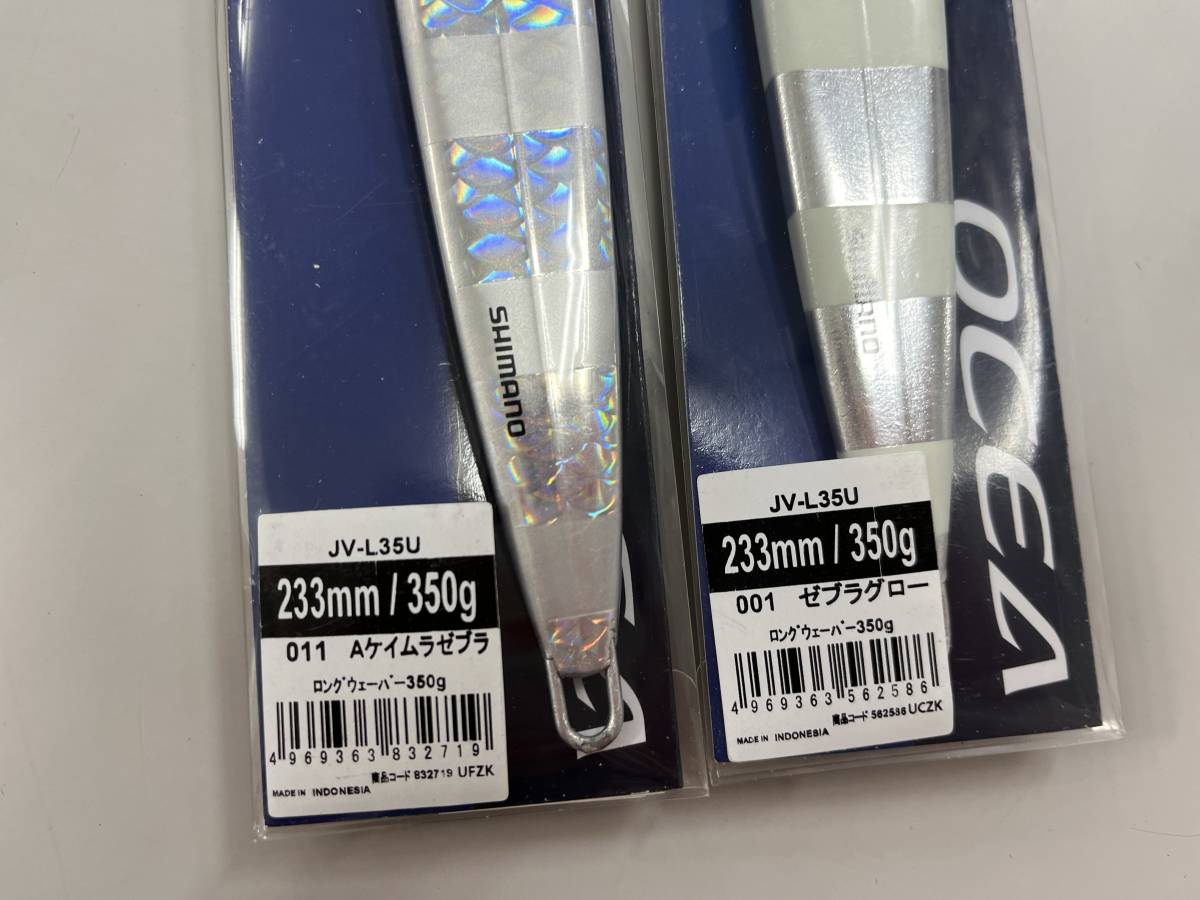 SHIMANO
JV-L35U
233mm / 350g
011 Aケイムラゼブラ
ロングウェーバー350g
4 969363 832719
商品コード 832719 UFZK
MADE IN INDONESIA
SHIMANO
OCEA
JV-L35U
233mm / 350g
001 ゼブラグロー
ロングウェーバー350g
4 969363 562586
商品コード 562586 UCZK
MADE IN INDONESIA